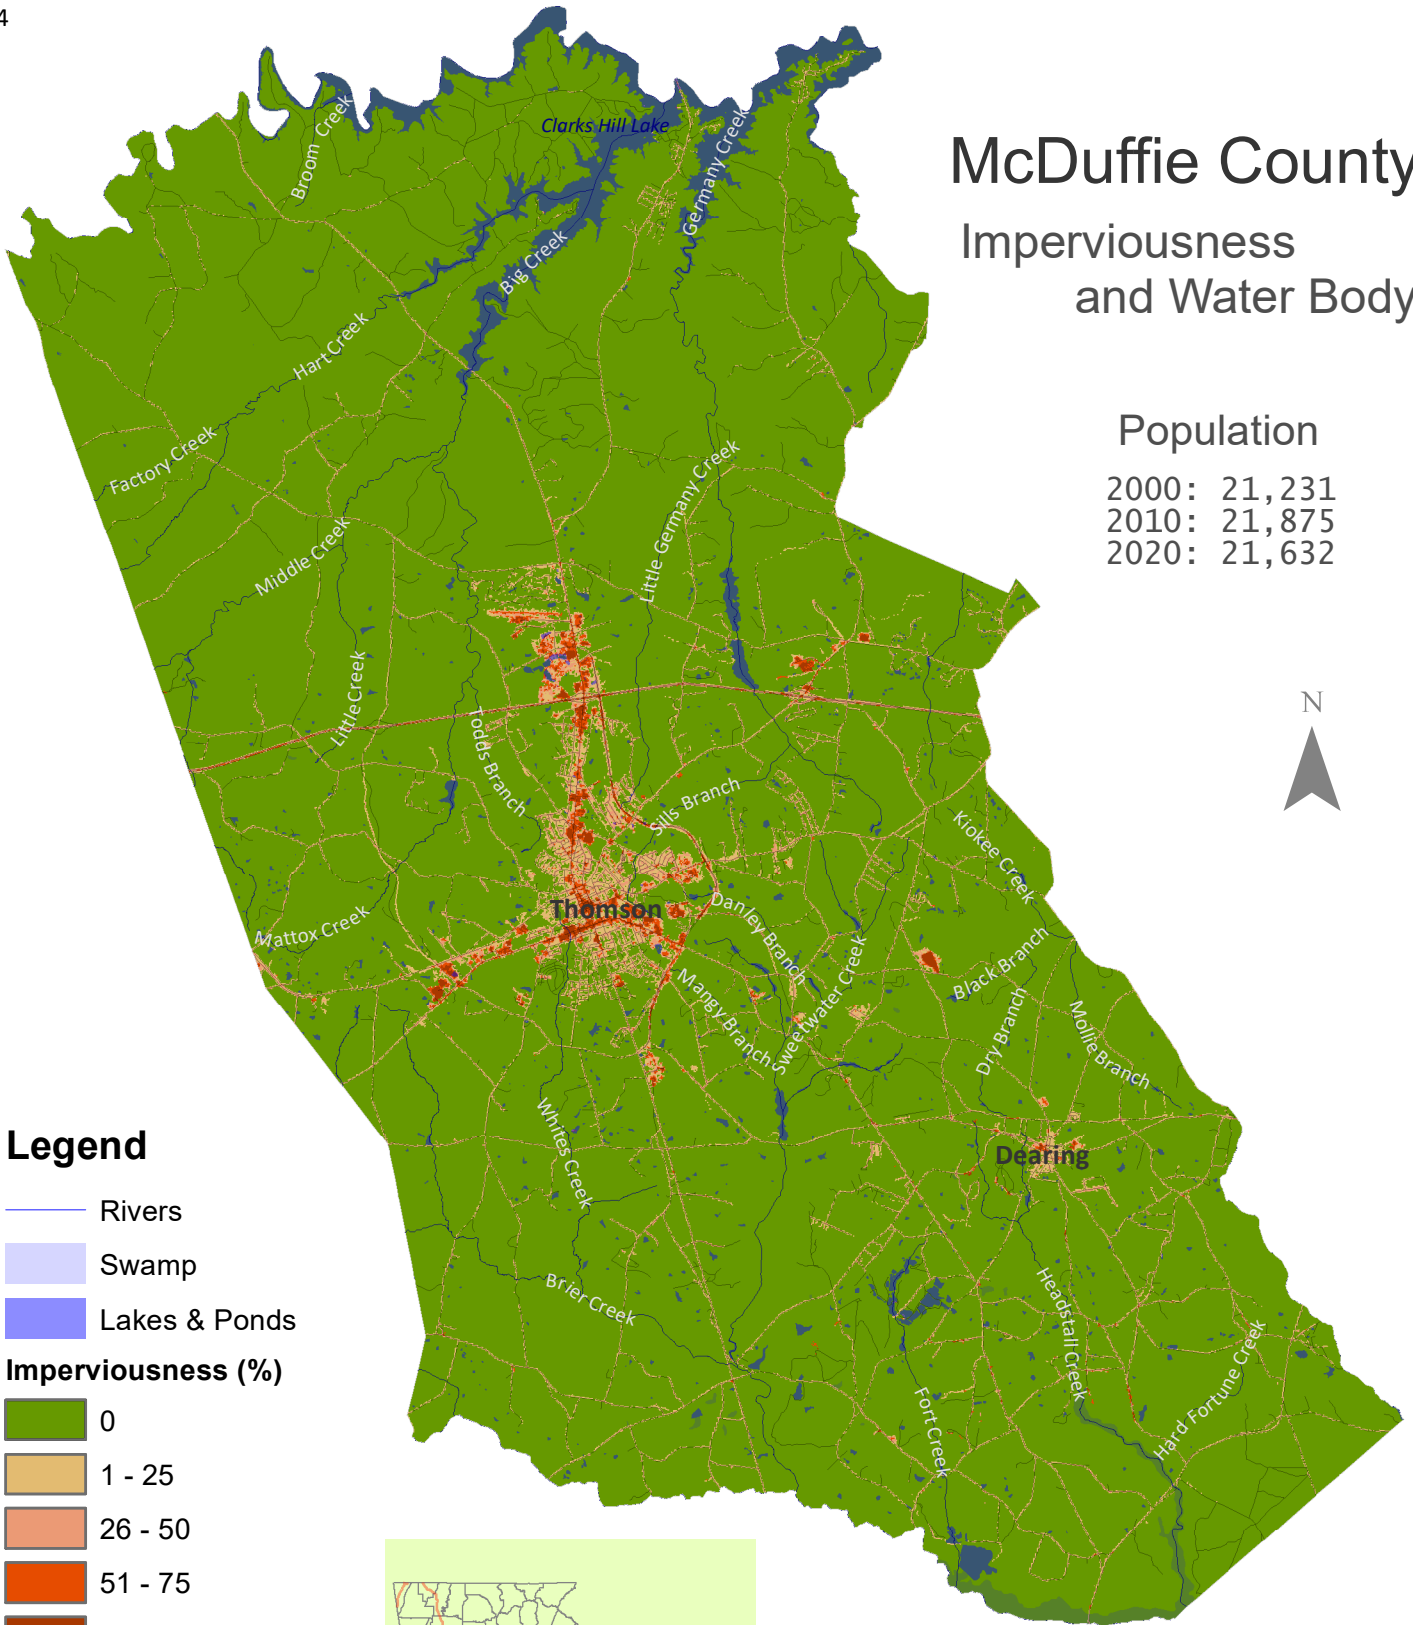 4
McDuffie County
Imperviousness
and Water Body
Population
2000: 21,231
2010: 21,875
2020: 21,632
N
Clarks Hill Lake
Broom Creek
Germany Creek
Big Creek
Hart Creek
Factory Creek
Little Germany Creek
Middle Creek
Little Creek
Todds Branch
Sills Branch
Kiokee Creek
Thomson
Danley Branch
Mattox Creek
Sweetwater Creek
Black Branch
Mangy Branch
Dry Branch
Mollie Branch
Whites Creek
Dearing
Brier Creek
Headstall Creek
Fort Creek
Hard Fortune Creek
Legend
Rivers
Swamp
Lakes & Ponds
Imperviousness (%)
0
1 - 25
26 - 50
51 - 75